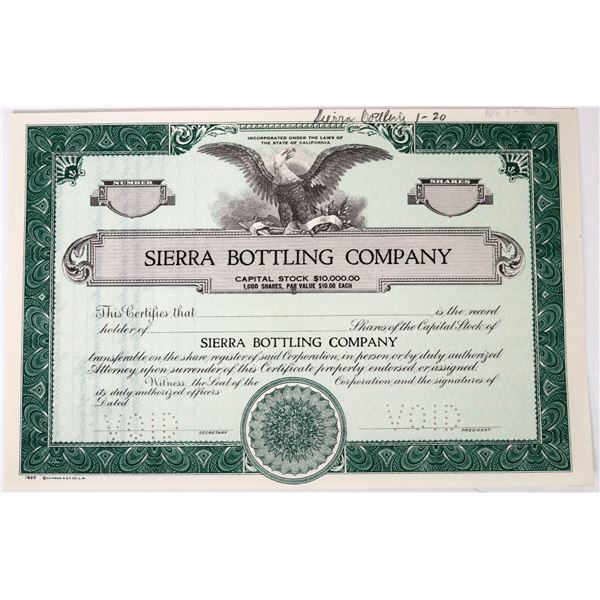 Sierra Bottling 1-20
INCORPORATED UNDER THE LAWS OF
THE STATE OF CALIFORNIA
NUMBER
SHARES
SIERRA BOTTLING COMPANY
CAPITAL STOCK $10,000.00
1,000 SHARES, PAR VALUE $10.00 EACH
This Certifies that is the record
holder of Shares of the Capital Stock of
SIERRA BOTTLING COMPANY
transferable on the share register of said Corporation, in person or by duly authorized
Attorney, upon surrender of this Certificate properly endorsed or assigned.
Witness, the Seal of the Corporation and the signatures of
its duly authorized officers
Dated
VOID VOID
SECRETARY PRESIDENT